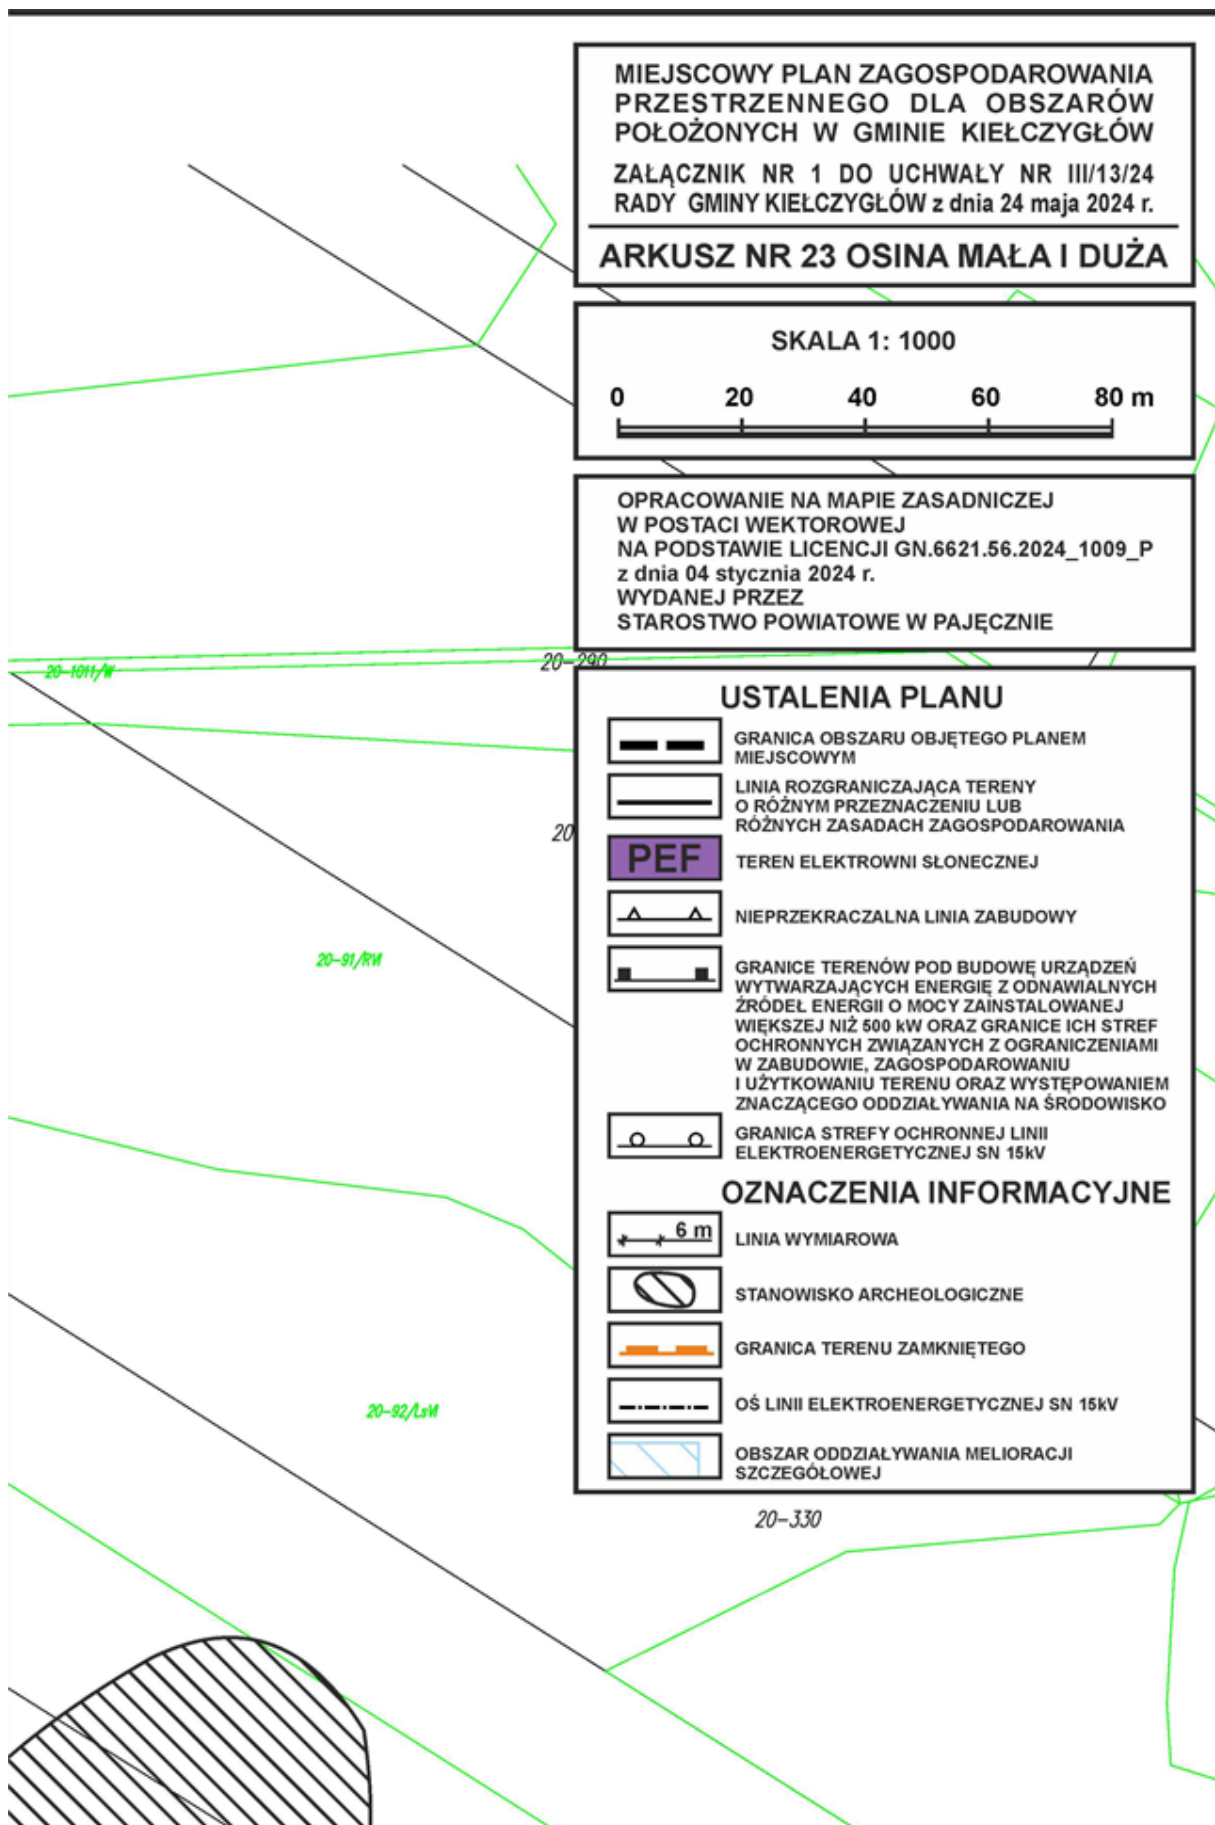 MIEJSCOWY PLAN ZAGOSPODAROWANIA
PRZESTRZENNEGO DLA OBSZARÓW
POŁOŻONYCH W GMINIE KIEŁCZYGŁÓW
ZAŁĄCZNIK NR 1 DO UCHWAŁY NR III/13/24
RADY GMINY KIEŁCZYGŁÓW z dnia 24 maja 2024 r.
ARKUSZ NR 23 OSINA MAŁA I DUŻA
SKALA 1: 1000
0 20 40 60 80 m
OPRACOWANIE NA MAPIE ZASADNICZEJ
W POSTACI WEKTOROWEJ
NA PODSTAWIE LICENCJI GN.6621.56.2024_1009_P
z dnia 04 stycznia 2024 r.
WYDANEJ PRZEZ
STAROSTWO POWIATOWE W PAJĘCZNIE
20-1011/W
20-290
USTALENIA PLANU
GRANICA OBSZARU OBJĘTEGO PLANEM
MIEJSCOWYM
LINIA ROZGRANICZAJĄCA TERENY
O RÓŻNYM PRZEZNACZENIU LUB
RÓŻNYCH ZASADACH ZAGOSPODAROWANIA
20
PEF TEREN ELEKTROWNI SŁONECZNEJ
NIEPRZEKRACZALNA LINIA ZABUDOWY
20-91/RVI
GRANICE TERENÓW POD BUDOWĘ URZĄDZEŃ
WYTWARZAJĄCYCH ENERGIĘ Z ODNAWIALNYCH
ŹRÓDEŁ ENERGII O MOCY ZAINSTALOWANEJ
WIĘKSZEJ NIŻ 500 kW ORAZ GRANICE ICH STREF
OCHRONNYCH ZWIĄZANYCH Z OGRANICZENIAMI
W ZABUDOWIE, ZAGOSPODAROWANIU
I UŻYTKOWANIU TERENU ORAZ WYSTĘPOWANIEM
ZNACZĄCEGO ODDZIAŁYWANIA NA ŚRODOWISKO
GRANICA STREFY OCHRONNEJ LINII
ELEKTROENERGETYCZNEJ SN 15kV
OZNACZENIA INFORMACYJNE
6 m LINIA WYMIAROWA
STANOWISKO ARCHEOLOGICZNE
GRANICA TERENU ZAMKNIĘTEGO
OŚ LINII ELEKTROENERGETYCZNEJ SN 15kV
20-92/LsVI
OBSZAR ODDZIAŁYWANIA MELIORACJI
SZCZEGÓŁOWEJ
20-330